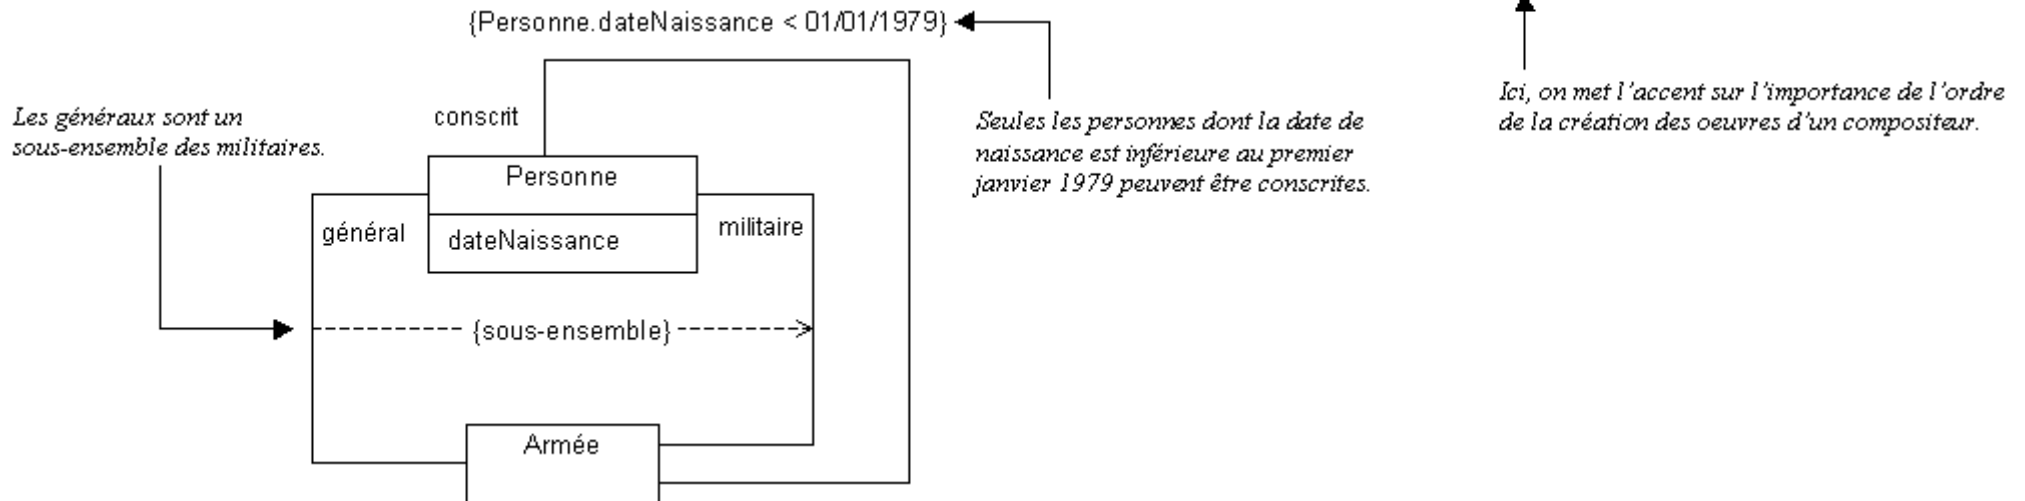 {Personne.dateNaissance < 01/01/1979}
Les généraux sont un
sous-ensemble des militaires.
conscrit
Personne
général
dateNaissance
militaire
{sous-ensemble}
Armée
Seules les personnes dont la date de
naissance est inférieure au premier
janvier 1979 peuvent être conscrites.
Ici, on met l'accent sur l'importance de l'ordre
de la création des oeuvres d'un compositeur.